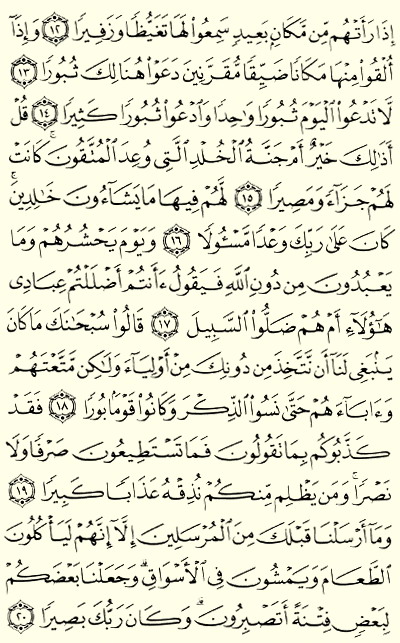 إِذَا رَأَتْهُم مِّن مَّكَانٍۭ بَعِيدٍ سَمِعُوا۟ لَهَا تَغَيُّظًا وَزَفِيرًا ﴿١٢﴾ وَإِذَآ
أُلْقُوا۟ مِنْهَا مَكَانًا ضَيِّقًا مُّقَرَّنِينَ دَعَوْا۟ هُنَالِكَ ثُبُورًا ﴿١٣﴾
لَّا تَدْعُوا۟ ٱلْيَوْمَ ثُبُورًا وَٰحِدًا وَٱدْعُوا۟ ثُبُورًا كَثِيرًا ﴿١٤﴾ قُلْ
أَذَٰلِكَ خَيْرٌ أَمْ جَنَّةُ ٱلْخُلْدِ ٱلَّتِى وُعِدَ ٱلْمُتَّقُونَ ۚ كَانَتْ
لَهُمْ جَزَآءً وَمَصِيرًا ﴿١٥﴾ لَّهُمْ فِيهَا مَا يَشَآءُونَ خَٰلِدِينَ ۚ
كَانَ عَلَىٰ رَبِّكَ وَعْدًا مَّسْـُٔولًا ﴿١٦﴾ وَيَوْمَ يَحْشُرُهُمْ وَمَا
يَعْبُدُونَ مِن دُونِ ٱللَّهِ فَيَقُولُ ءَأَنتُمْ أَضْلَلْتُمْ عِبَادِى
هَٰٓؤُلَآءِ أَمْ هُمْ ضَلُّوا۟ ٱلسَّبِيلَ ﴿١٧﴾ قَالُوا۟ سُبْحَٰنَكَ مَا كَانَ
يَنۢبَغِى لَنَآ أَن نَّتَّخِذَ مِن دُونِكَ مِنْ أَوْلِيَآءَ وَلَٰكِن مَّتَّعْتَهُمْ
وَءَابَآءَهُمْ حَتَّىٰ نَسُوا۟ ٱلذِّكْرَ وَكَانُوا۟ قَوْمًۢا بُورًا ﴿١٨﴾ فَقَدْ
كَذَّبُوكُم بِمَا تَقُولُونَ فَمَا تَسْتَطِيعُونَ صَرْفًا وَلَا
نَصْرًا ۚ وَمَن يَظْلِم مِّنكُمْ نُذِقْهُ عَذَابًا كَبِيرًا ﴿١٩﴾
وَمَآ أَرْسَلْنَا قَبْلَكَ مِنَ ٱلْمُرْسَلِينَ إِلَّآ إِنَّهُمْ لَيَأْكُلُونَ
ٱلطَّعَامَ وَيَمْشُونَ فِى ٱلْأَسْوَاقِ ۗ وَجَعَلْنَا بَعْضَكُمْ
لِبَعْضٍ فِتْنَةً أَتَصْبِرُونَ ۗ وَكَانَ رَبُّكَ بَصِيرًا ﴿٢٠﴾